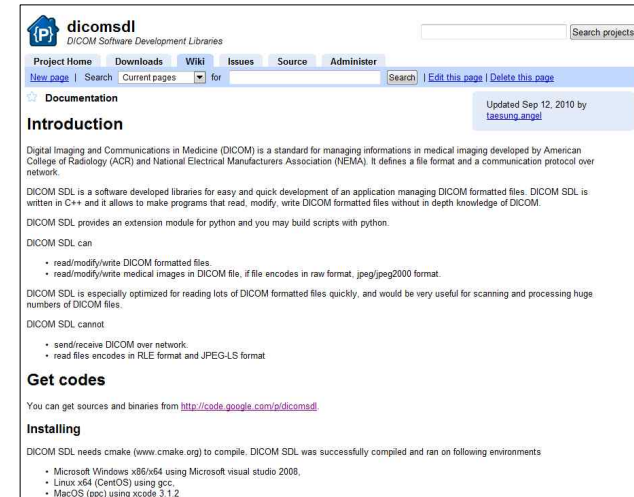 {P}
dicomsdl
DICOM Software Development Libraries
Search projects
Project Home Downloads Wiki Issues Source Administer
New page | Search Current pages for Search | Edit this page | Delete this page
Documentation
Updated Sep 12, 2010 by
taesung.angel
Introduction
Digital Imaging and Communications in Medicine (DICOM) is a standard for managing informations in medical imaging developed by American
College of Radiology (ACR) and National Electrical Manufacturers Association (NEMA). It defines a file format and a communication protocol over
network.
DICOM SDL is a software developed libraries for easy and quick development of an application managing DICOM formatted files. DICOM SDL is
written in C++ and it allows to make programs that read, modify, write DICOM formatted files without in depth knowledge of DICOM.
DICOM SDL provides an extension module for python and you may build scripts with python.
DICOM SDL can
• read/modify/write DICOM formatted files.
• read/modify/write medical images in DICOM file, if file encodes in raw format, jpeg/jpeg2000 format.
DICOM SDL is especially optimized for reading lots of DICOM formatted files quickly, and would be very useful for scanning and processing huge
numbers of DICOM files.
DICOM SDL cannot
• send/receive DICOM over network.
• read files encodes in RLE format and JPEG-LS format
Get codes
You can get sources and binaries from http://code.google.com/p/dicomsdl.
Installing
DICOM SDL needs cmake (www.cmake.org) to compile. DICOM SDL was successfully compiled and ran on following environments
• Microsoft Windows x86/x64 using Microsoft visual studio 2008,
• Linux x64 (CentOS) using gcc,
• MacOS (ppc) using xcode 3.1.2